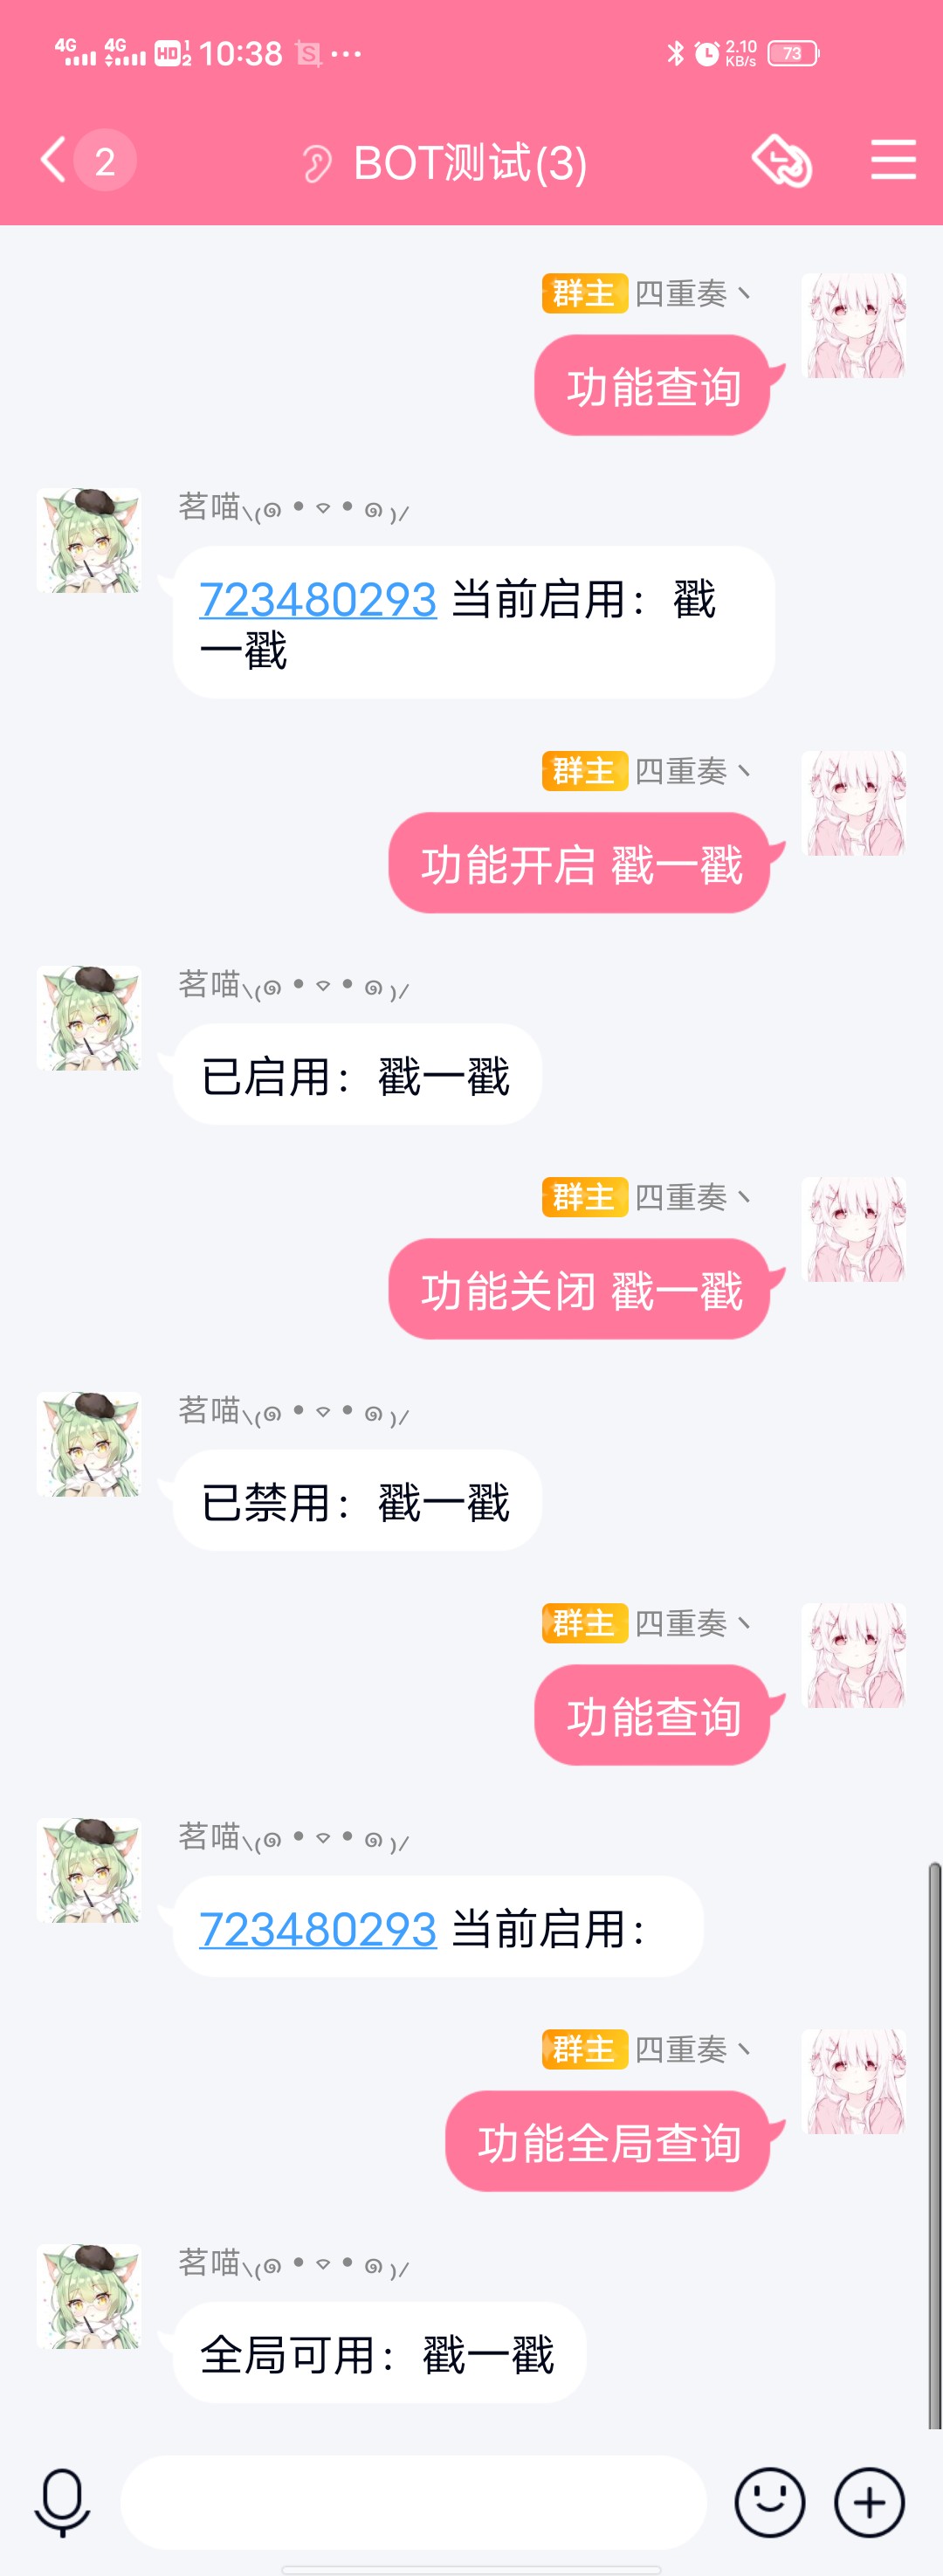 4G 4G HD 1 2 10:38 S ··· 2.10 KB/s 73
2 BOT测试(3)
群主 四重奏丶
功能查询
茗喵⸜(๑ • ⌔ • ๑ )⸝
723480293 当前启用：戳
一戳
群主 四重奏丶
功能开启 戳一戳
茗喵⸜(๑ • ⌔ • ๑ )⸝
已启用：戳一戳
群主 四重奏丶
功能关闭 戳一戳
茗喵⸜(๑ • ⌔ • ๑ )⸝
已禁用：戳一戳
群主 四重奏丶
功能查询
茗喵⸜(๑ • ⌔ • ๑ )⸝
723480293 当前启用：
群主 四重奏丶
功能全局查询
茗喵⸜(๑ • ⌔ • ๑ )⸝
全局可用：戳一戳